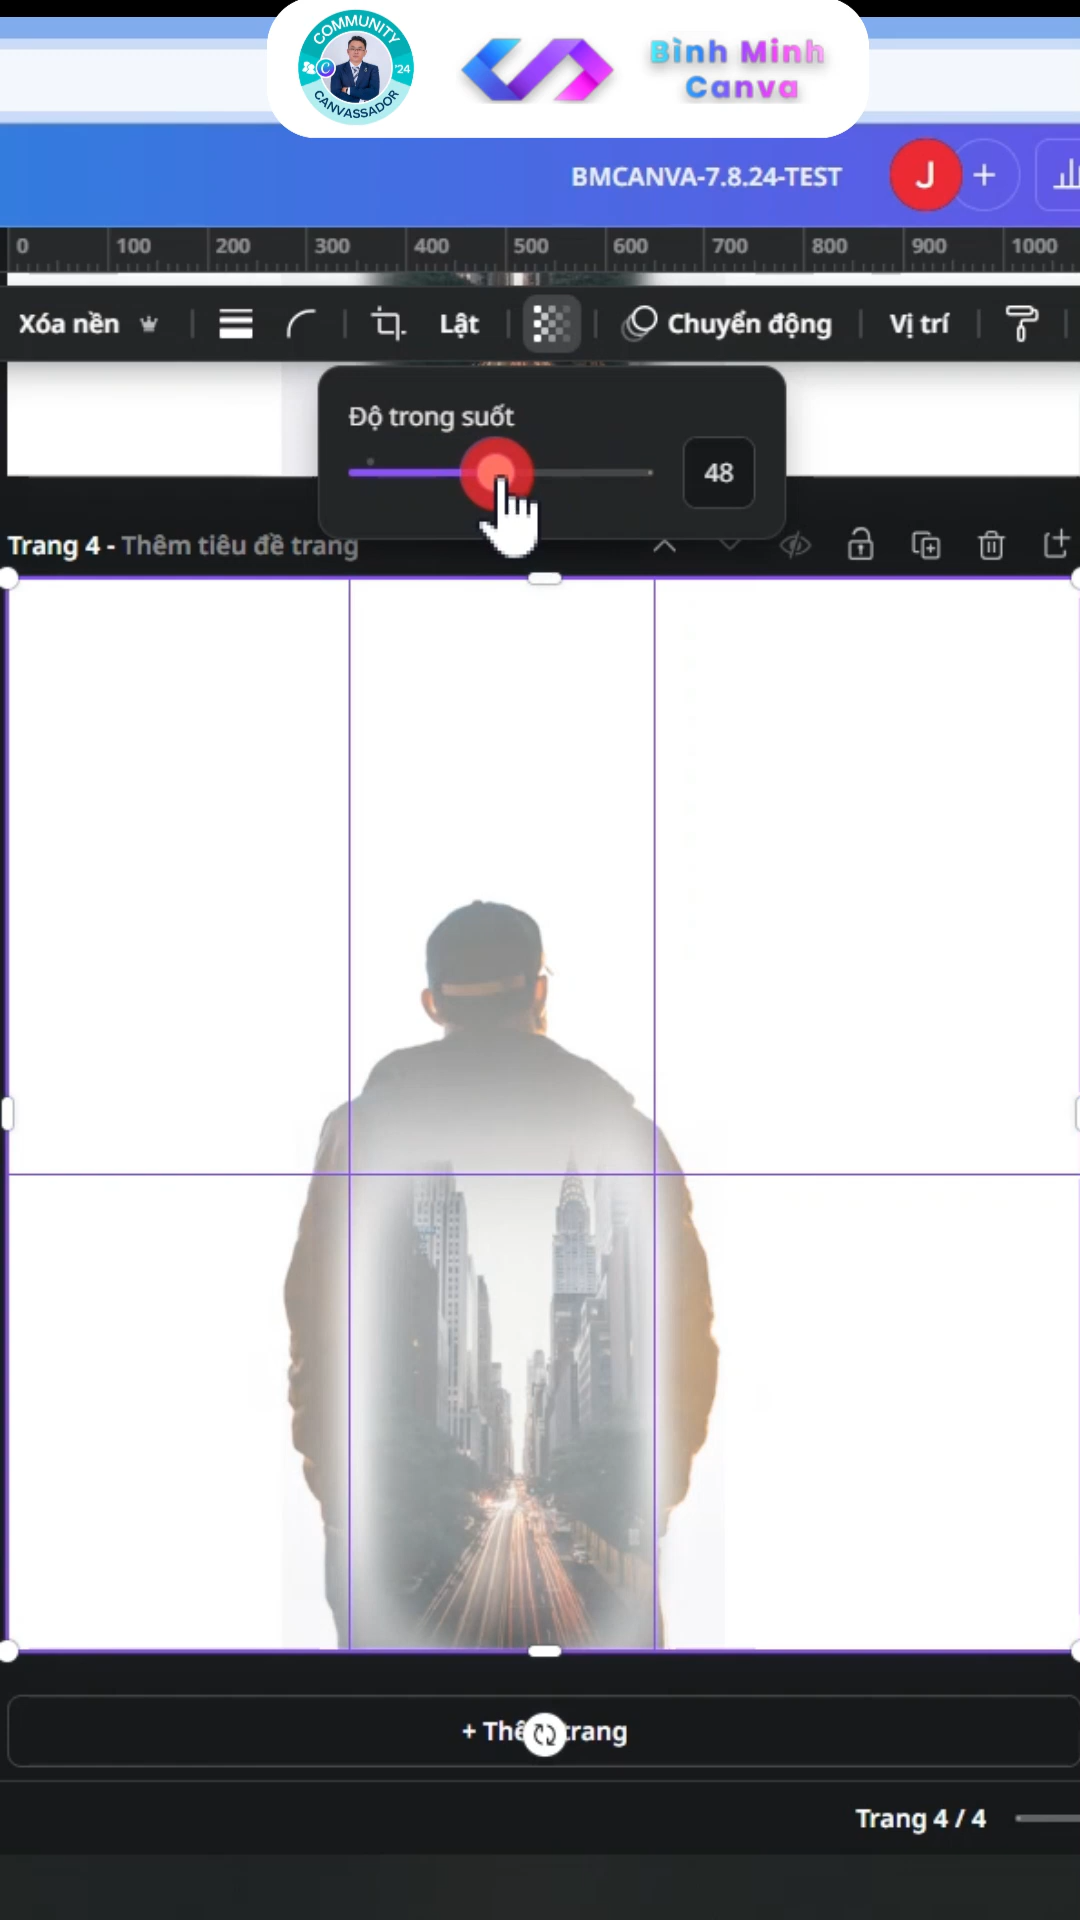 COMMUNITY
C
'24
CANVASSADOR
Bình Minh
Canva
BMCANVA-7.8.24-TEST
J
+
0 100 200 300 400 500 600 700 800 900 1000
Xóa nền
Lật
Chuyển động
Vị trí
Độ trong suốt
48
Trang 4 - Thêm tiêu đề trang
+ Thê trang
Trang 4 / 4